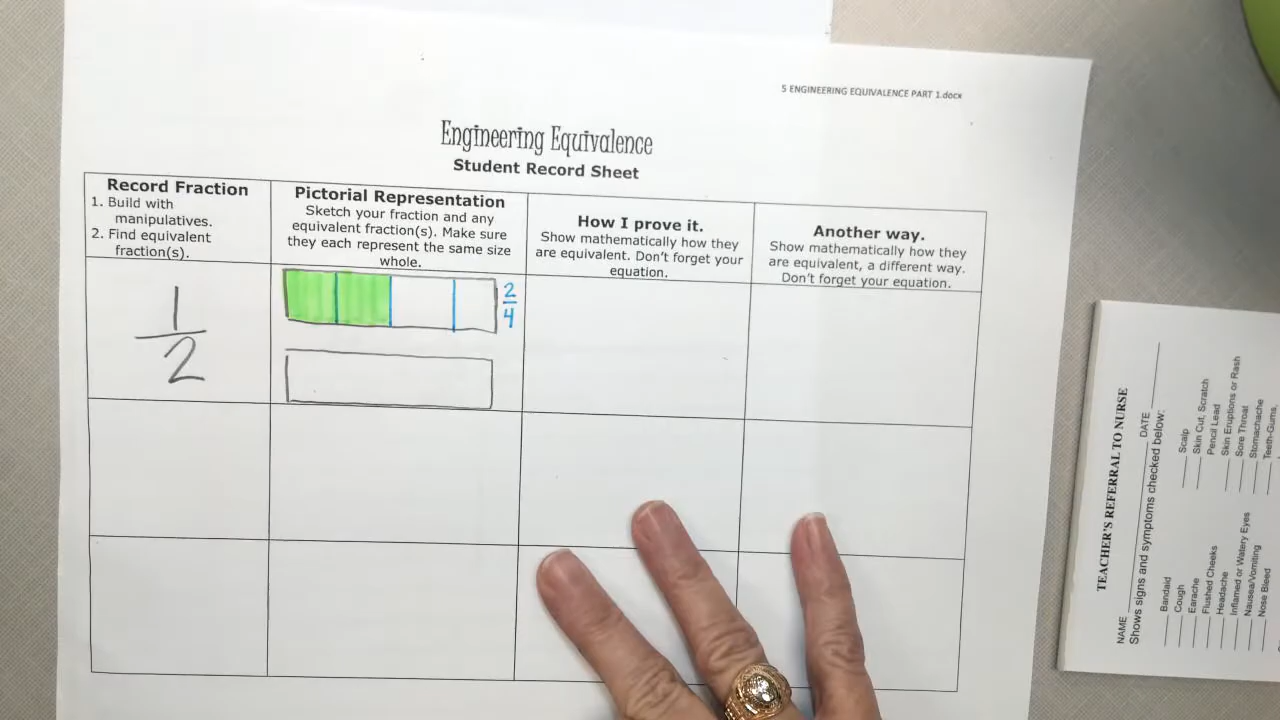 5 ENGINEERING EQUIVALENCE PART 1.docx
Engineering Equivalence
Student Record Sheet
Record Fraction
1. Build with
manipulatives.
2. Find equivalent
fraction(s).
Pictorial Representation
Sketch your fraction and any
equivalent fraction(s). Make sure
they each represent the same size
whole.
How I prove it.
Show mathematically how they
are equivalent. Don't forget your
equation.
Another way.
Show mathematically how they
are equivalent, a different way.
Don't forget your equation.
1
2
2
4
TEACHER'S REFERRAL TO NURSE
NAME DATE
Shows signs and symptoms checked below:
Bandaid
Cough
Earache
Flushed Cheeks
Headache
Inflamed or Watery Eyes
Nausea/Vomiting
Nose Bleed
Scalp
Skin Cut, Scratch
Pencil Lead
Skin Eruptions or Rash
Sore Throat
Stomachache
Teeth-Gums,